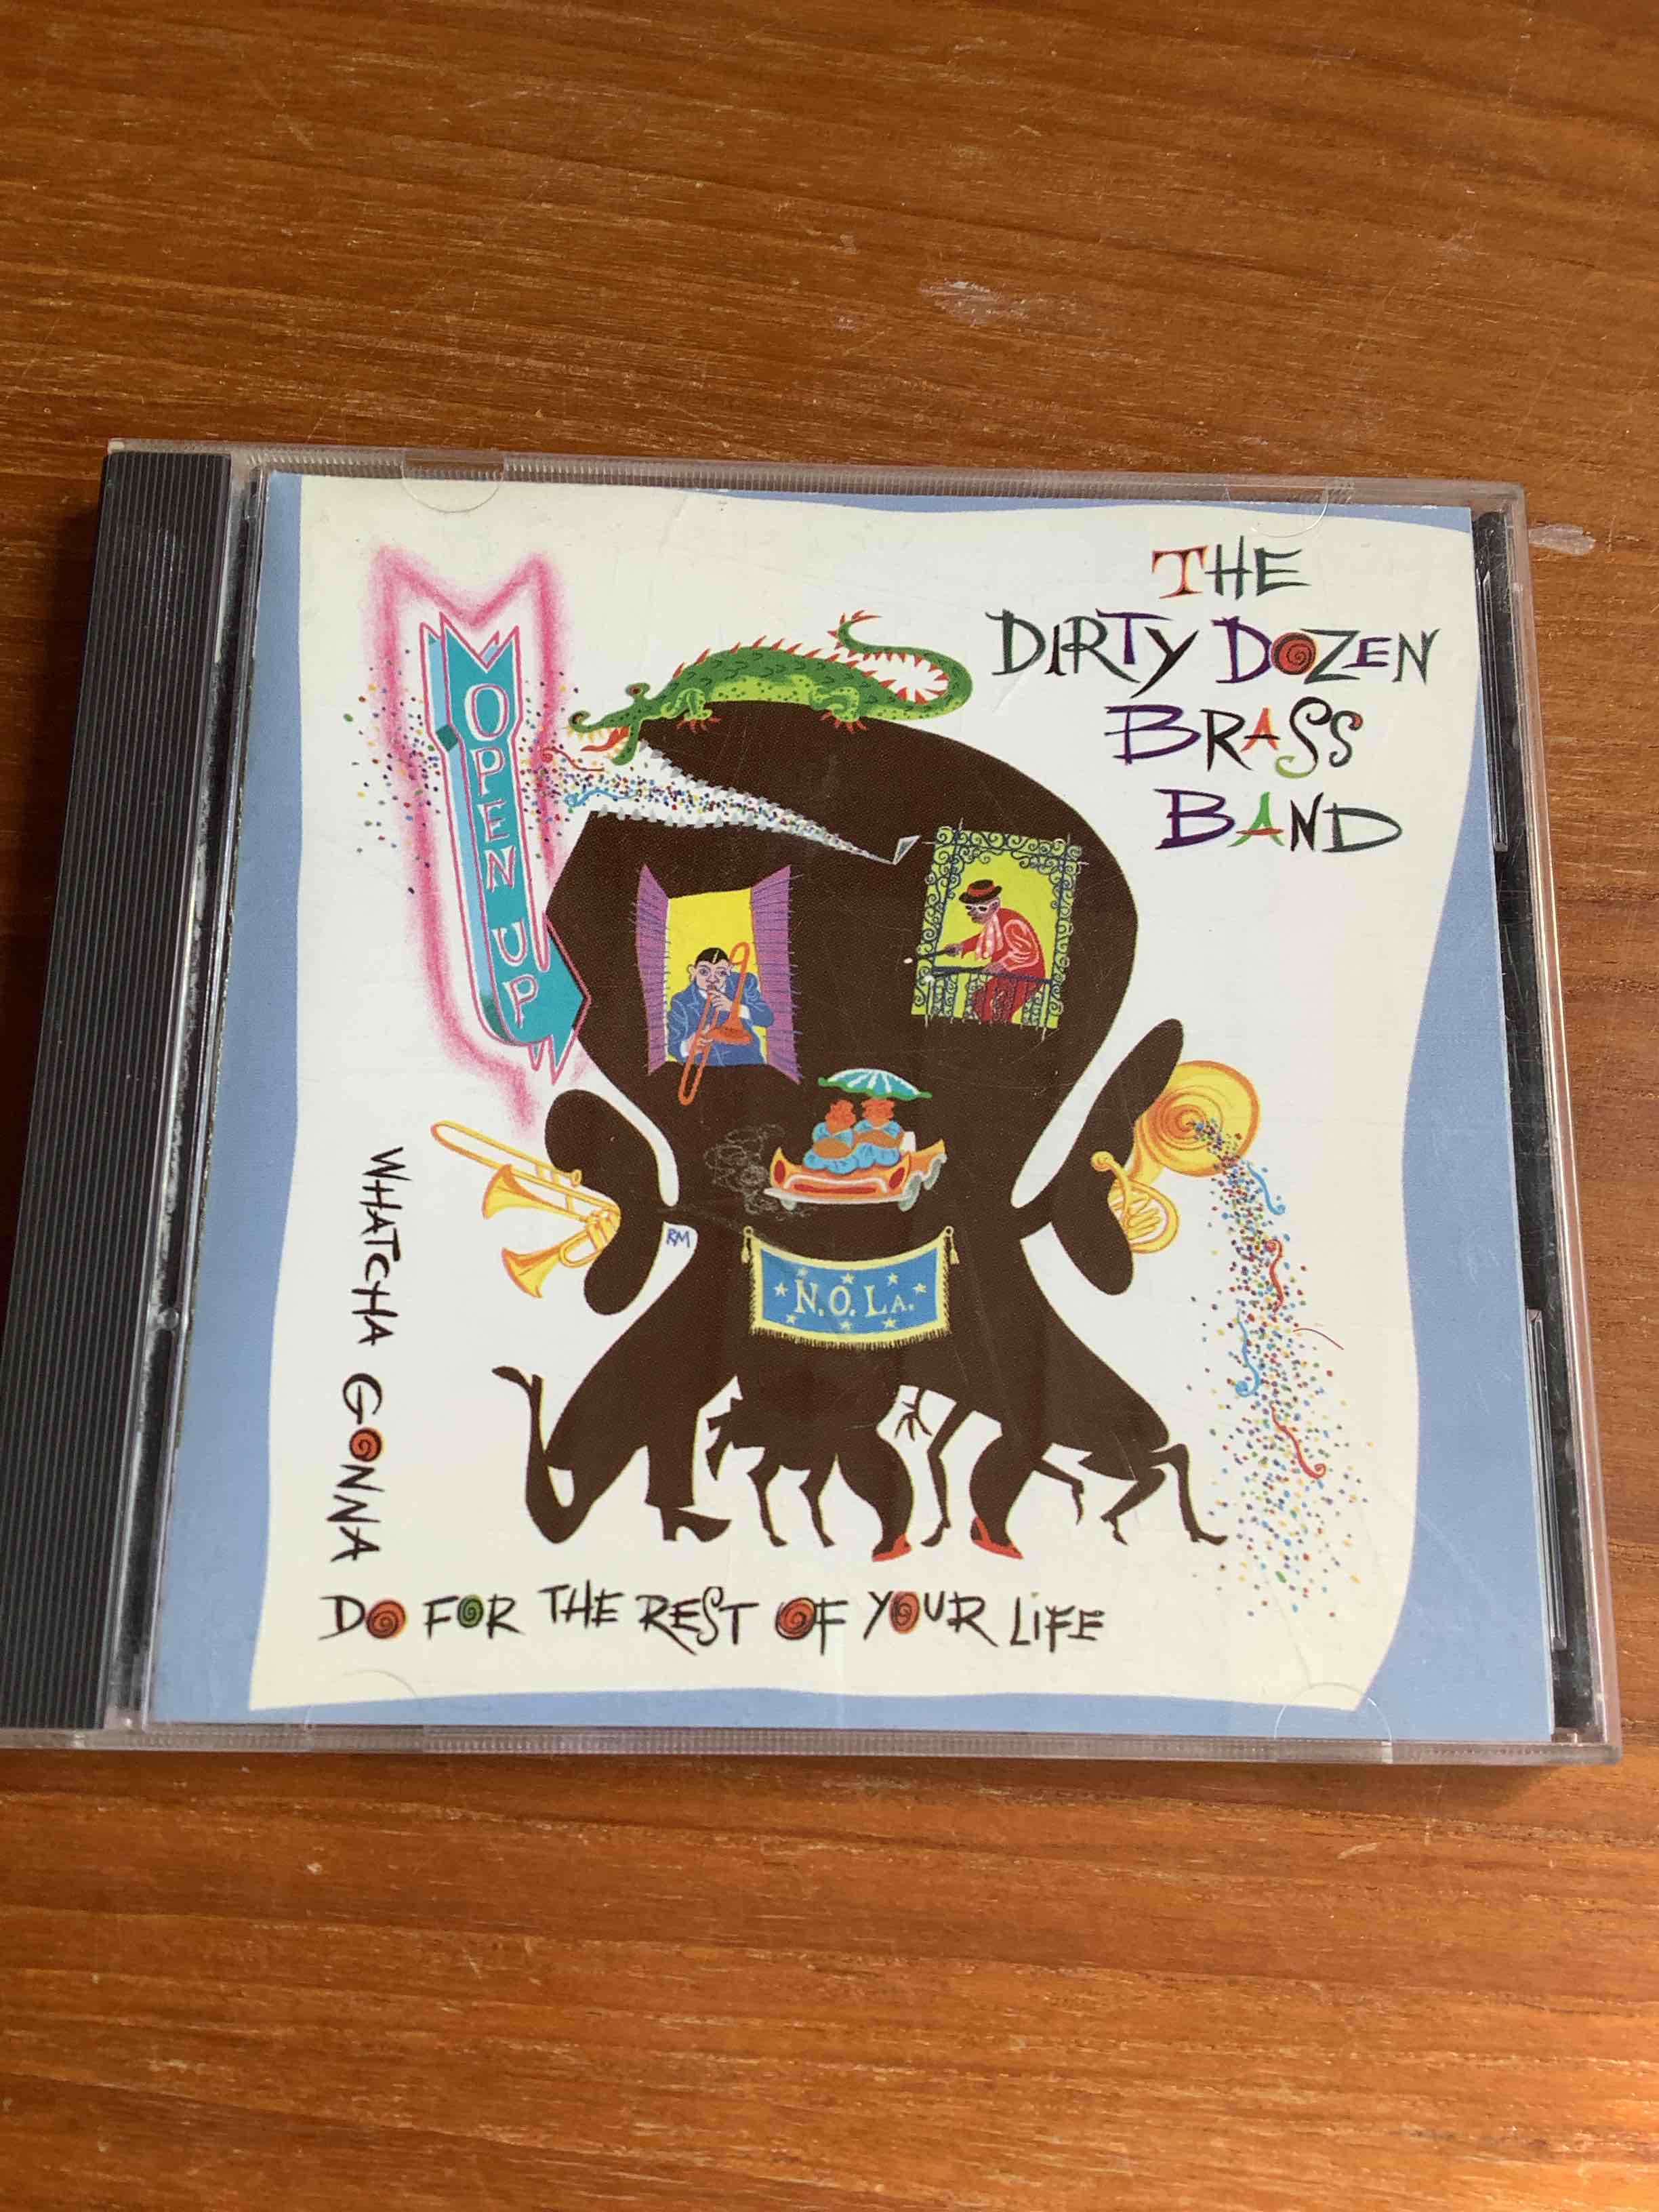 THE
DIRTY DOZEN
BRASS
BAND
OPEN UP
WHATCHA GONNA
DO FOR THE REST OF YOUR LiFE
RM
N.O.LA.